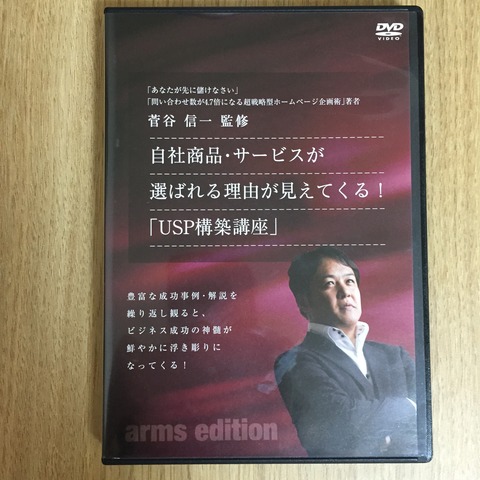 DVD
VIDEO
「あなたが先に儲けなさい」
「問い合わせ数が4.7倍になる超戦略型ホームページ企画術」著者
菅谷 信一 監修
自社商品・サービスが
選ばれる理由が見えてくる！
「USP構築講座」
豊富な成功事例・解説を
繰り返し観ると、
ビジネス成功の神髄が
鮮やかに浮き彫りに
なってくる！
arms edition